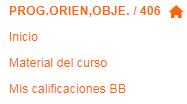 PROG.ORIEN,OBJE. / 406
Inicio
Material del curso
Mis calificaciones BB